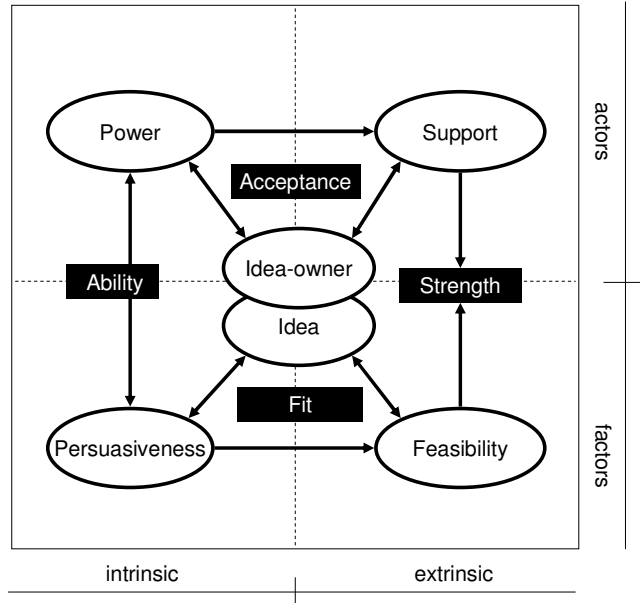 Power
Support
actors
Acceptance
Idea-owner
Ability
Strength
Idea
Fit
Persuasiveness
Feasibility
factors
intrinsic
extrinsic